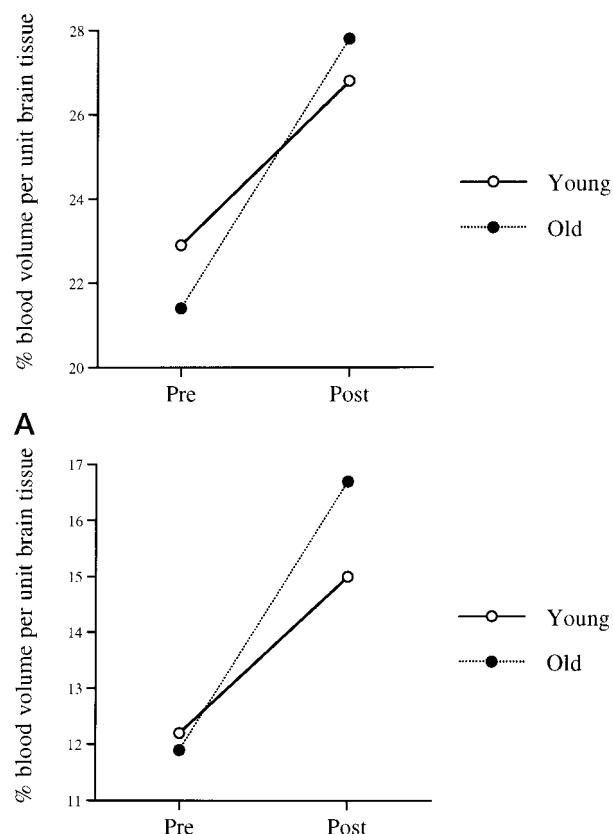 % blood volume per unit brain tissue
28
26
24
22
20
Pre
Post
Young
Old
A
% blood volume per unit brain tissue
17
16
15
14
13
12
11
Pre
Post
Young
Old